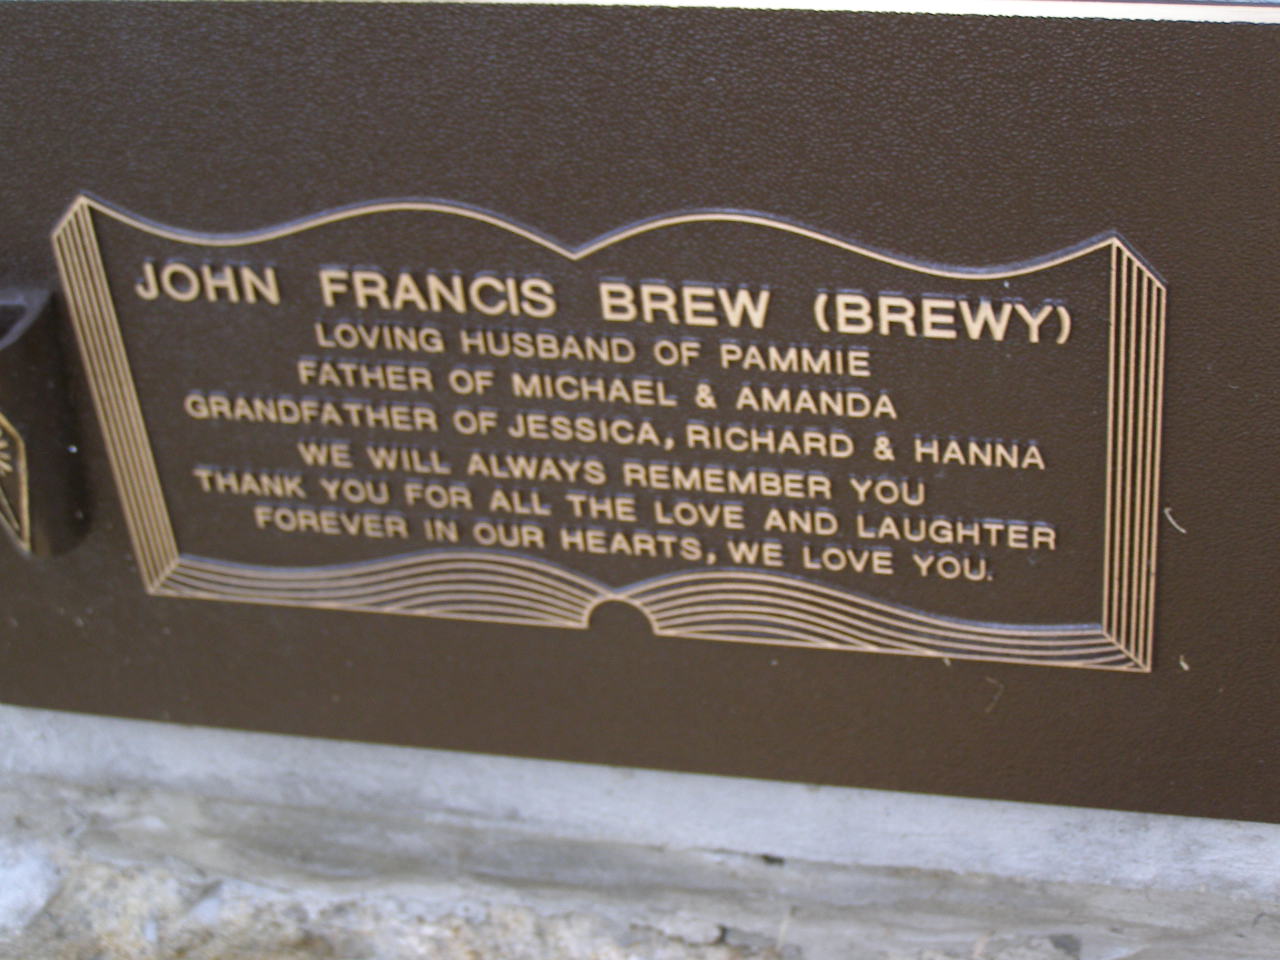 JOHN FRANCIS BREW (BREWY)
LOVING HUSBAND OF PAMMIE
FATHER OF MICHAEL & AMANDA
GRANDFATHER OF JESSICA, RICHARD & HANNA
WE WILL ALWAYS REMEMBER YOU
THANK YOU FOR ALL THE LOVE AND LAUGHTER
FOREVER IN OUR HEARTS, WE LOVE YOU.